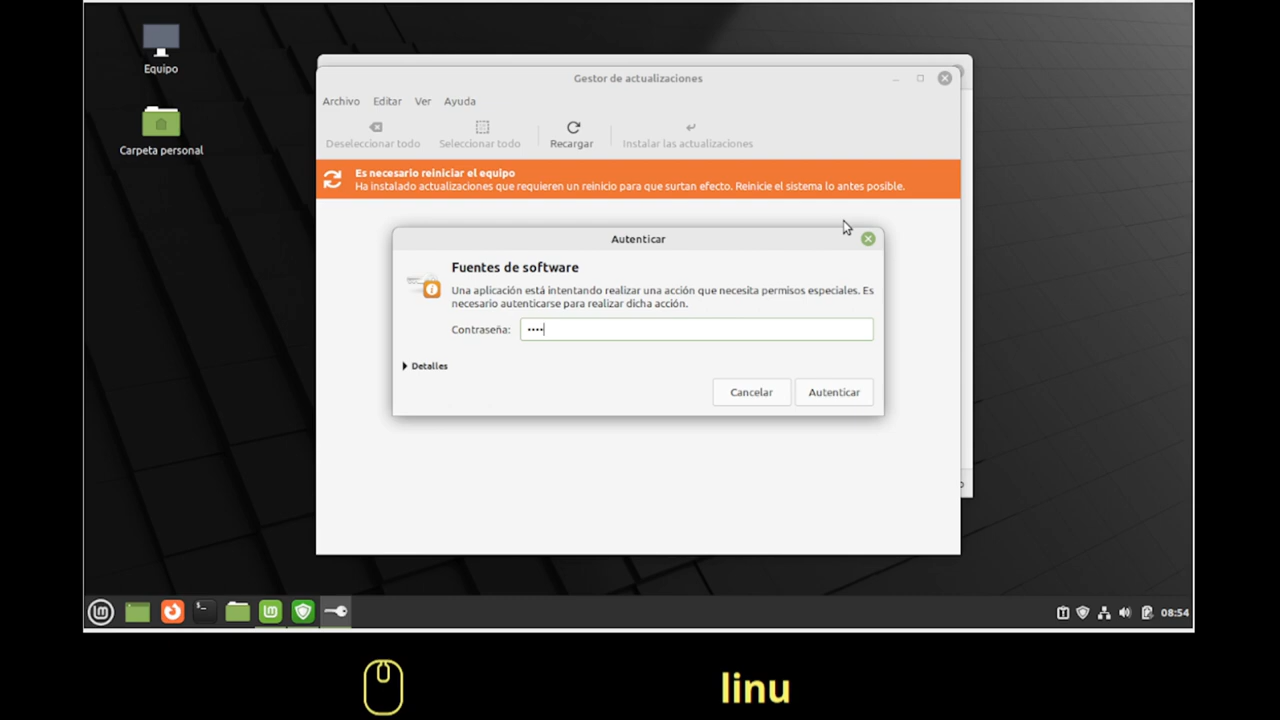 Equipo
Carpeta personal
Gestor de actualizaciones
Archivo Editar Ver Ayuda
Deseleccionar todo Seleccionar todo Recargar Instalar las actualizaciones
Es necesario reiniciar el equipo
Ha instalado actualizaciones que requieren un reinicio para que surtan efecto. Reinicie el sistema lo antes posible.
Autenticar
Fuentes de software
Una aplicación está intentando realizar una acción que necesita permisos especiales. Es
necesario autenticarse para realizar dicha acción.
Contraseña: ••••
Detalles
Cancelar Autenticar
08:54
linu